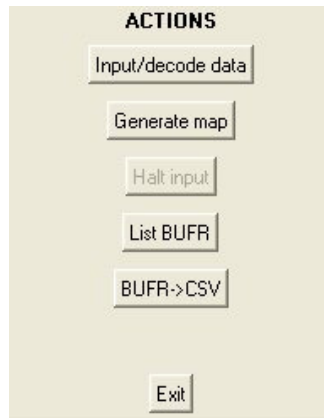 ACTIONS
Input/decode data
Generate map
Halt input
List BUFR
BUFR->CSV
Exit